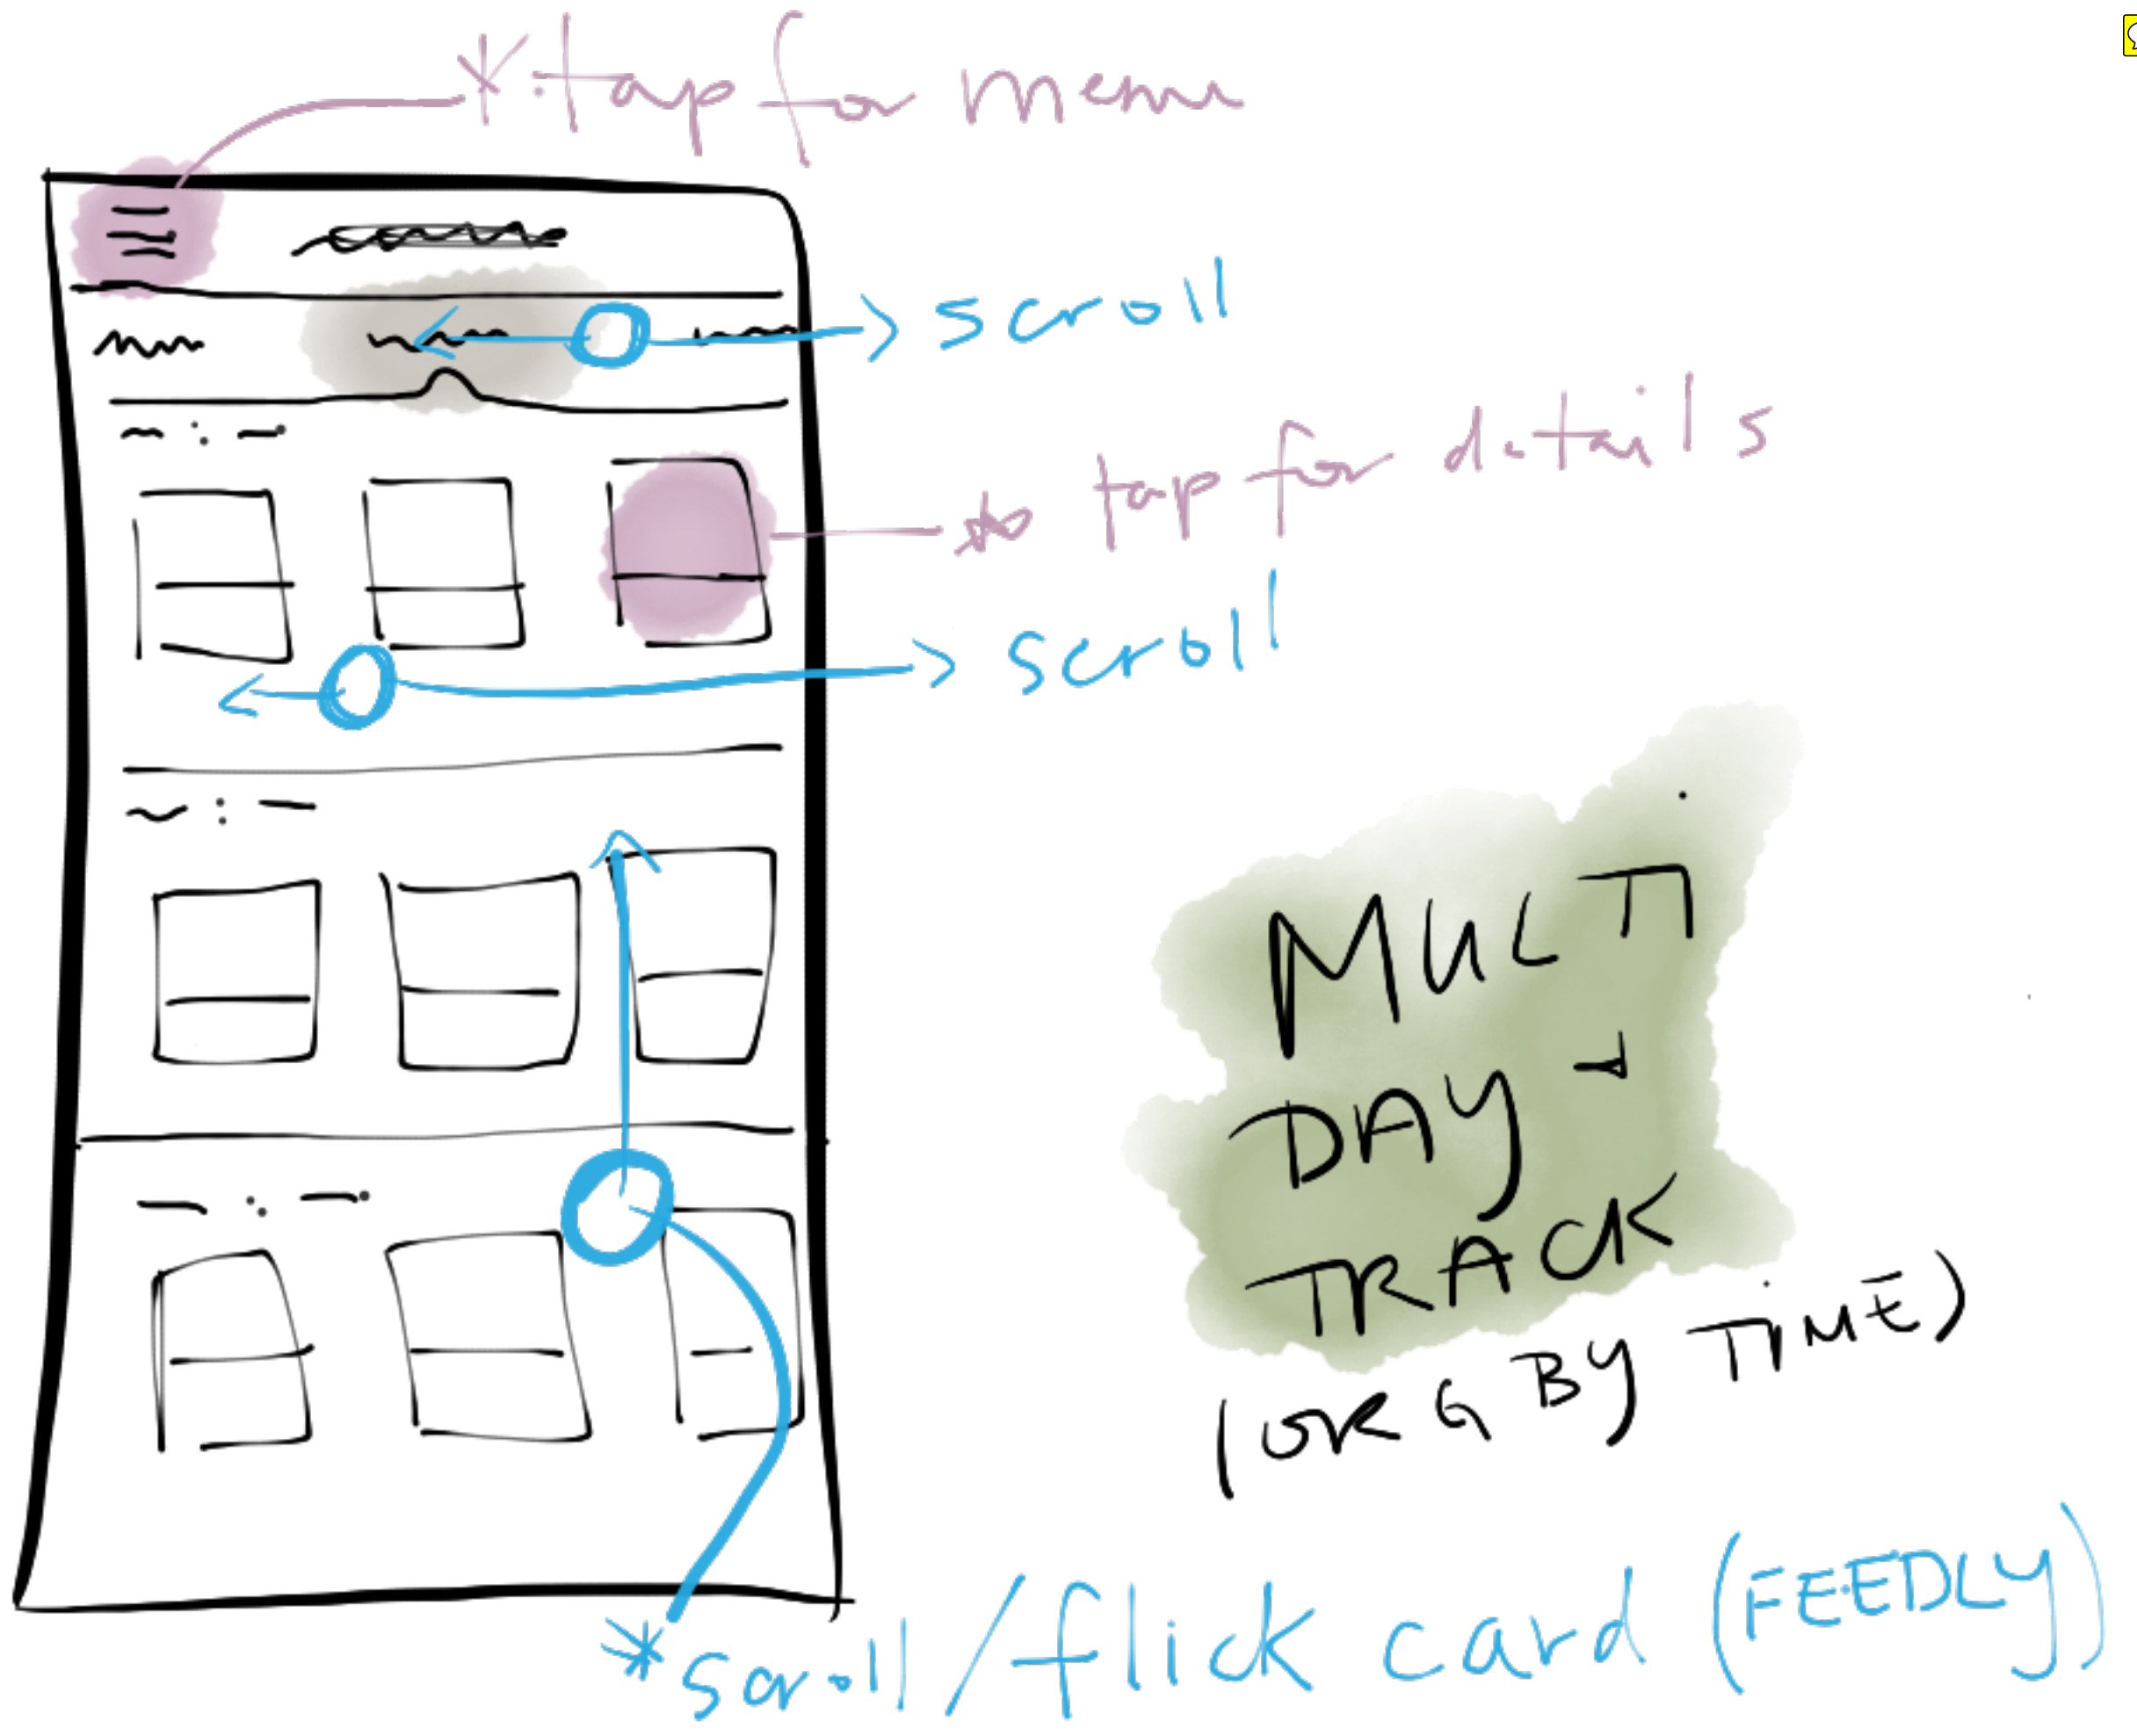 *: tap for menu
scroll
* tap for details
scroll
MULTI
DAY +
TRACK
(ORG BY TIME)
* scroll/flick card (FEEDLY)